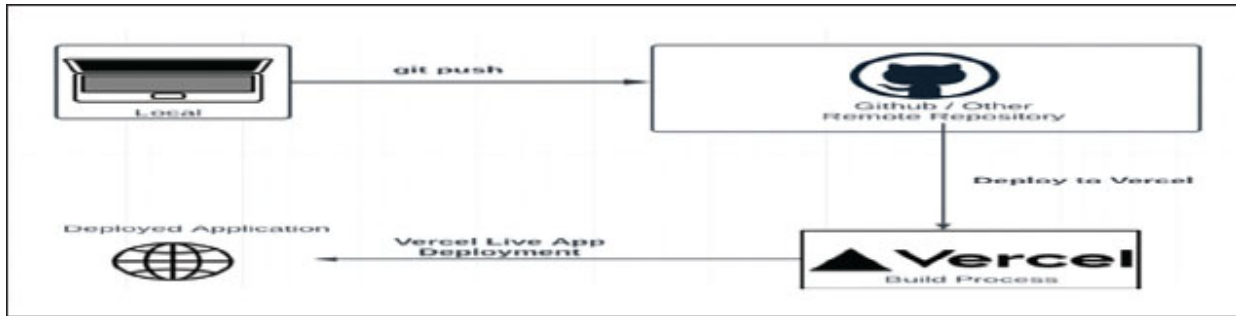 git push
Local
Github / Other
Remote Repository
Deploy to Vercel
Deployed Application
Vercel Live App
Deployment
Vercel
Build Process